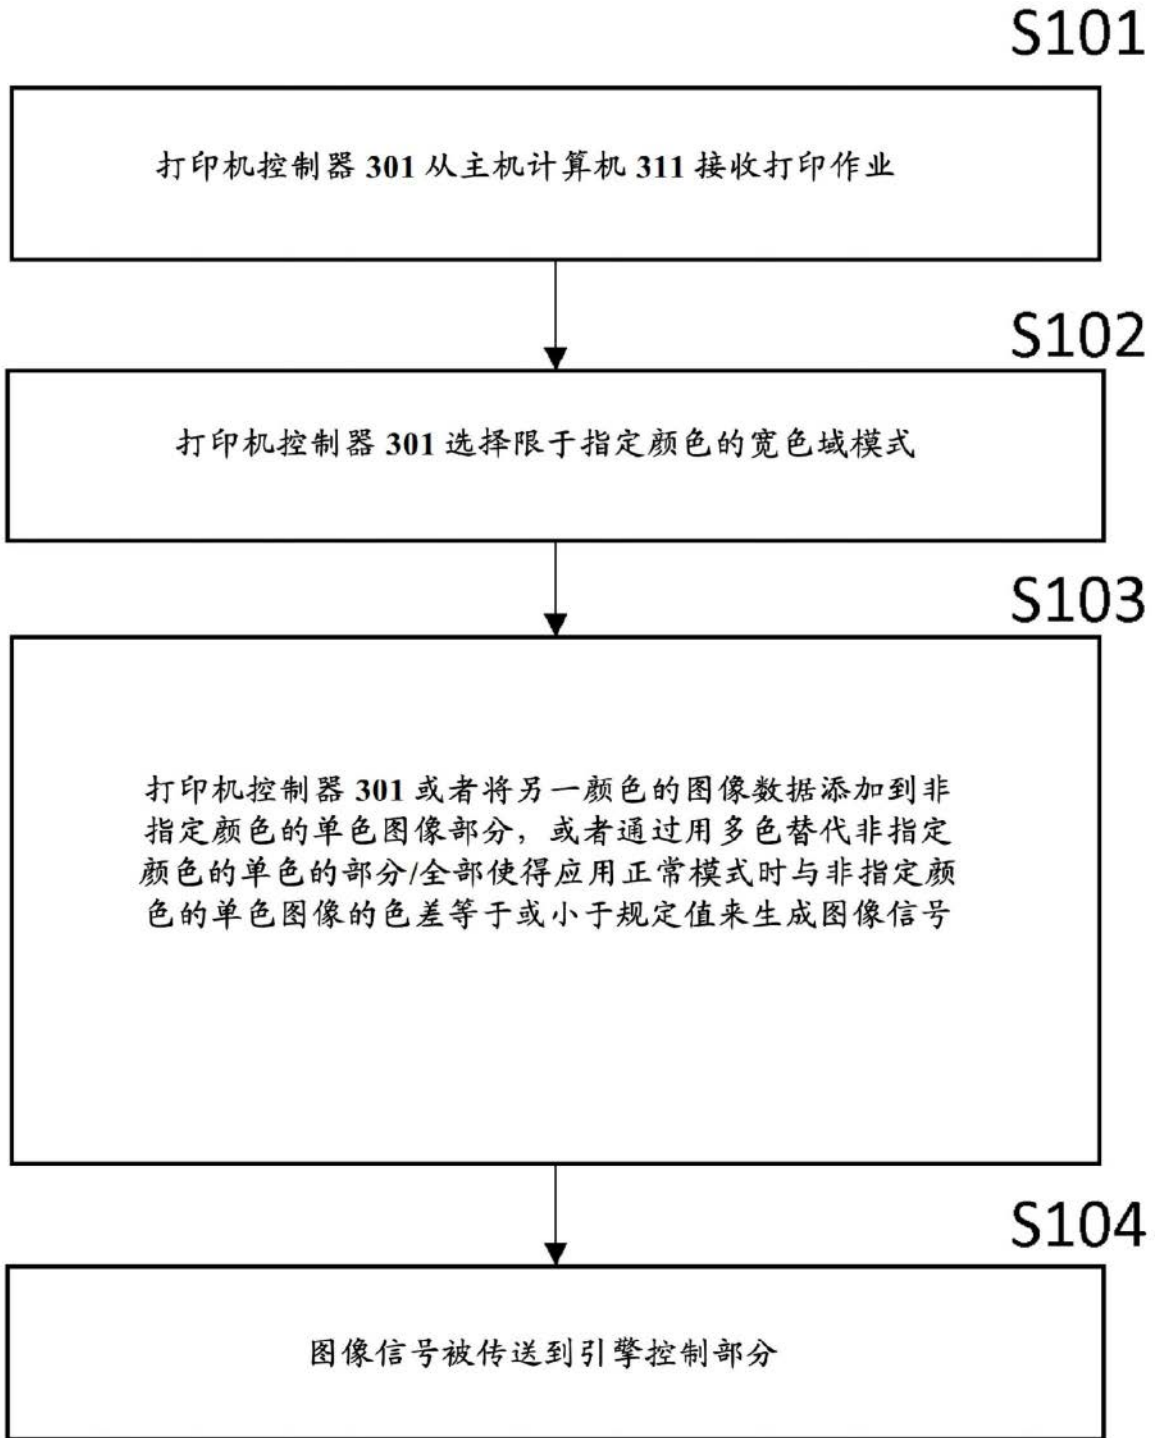 S101
打印机控制器 301 从主机计算机 311 接收打印作业
S102
打印机控制器 301 选择限于指定颜色的宽色域模式
S103
打印机控制器 301 或者将另一颜色的图像数据添加到非
指定颜色的单色图像部分，或者通过用多色替代非指定
颜色的单色的部分/全部使得应用正常模式时与非指定颜
色的单色图像的色差等于或小于规定值来生成图像信号
S104
图像信号被传送到引擎控制部分